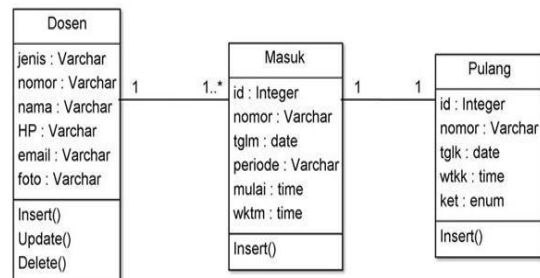 Dosen
jenis : Varchar
nomor : Varchar
nama : Varchar
HP : Varchar
email : Varchar
foto : Varchar
Insert()
Update()
Delete()
1
1..*
Masuk
id : Integer
nomor : Varchar
tglm : date
periode : Varchar
mulai : time
wktm : time
Insert()
1
1
Pulang
id : Integer
nomor : Varchar
tglk : date
wtkk : time
ket : enum
Insert()